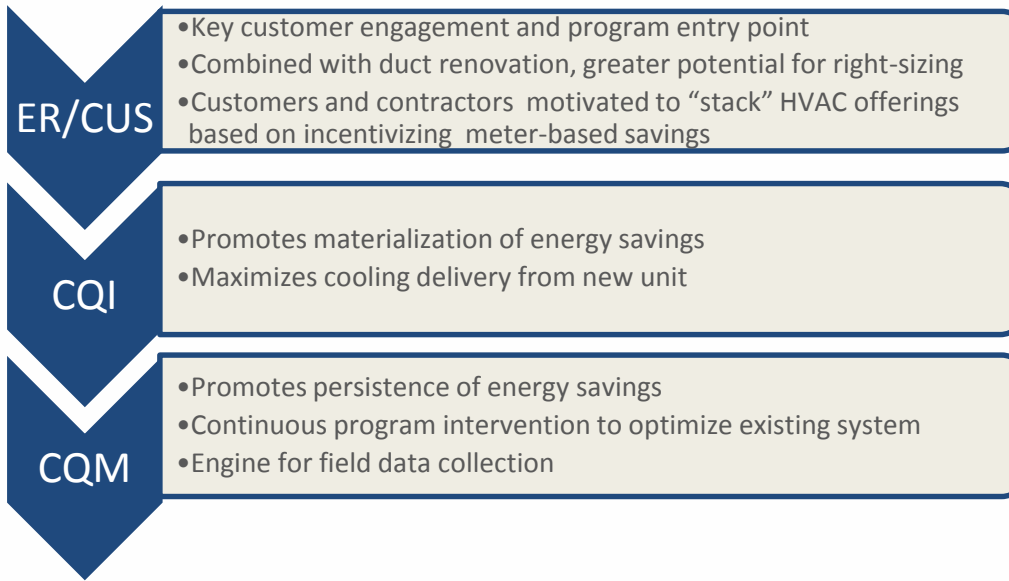 ER/CUS
•Key customer engagement and program entry point
•Combined with duct renovation, greater potential for right-sizing
•Customers and contractors motivated to “stack” HVAC offerings
based on incentivizing meter-based savings
CQI
•Promotes materialization of energy savings
•Maximizes cooling delivery from new unit
CQM
•Promotes persistence of energy savings
•Continuous program intervention to optimize existing system
•Engine for field data collection